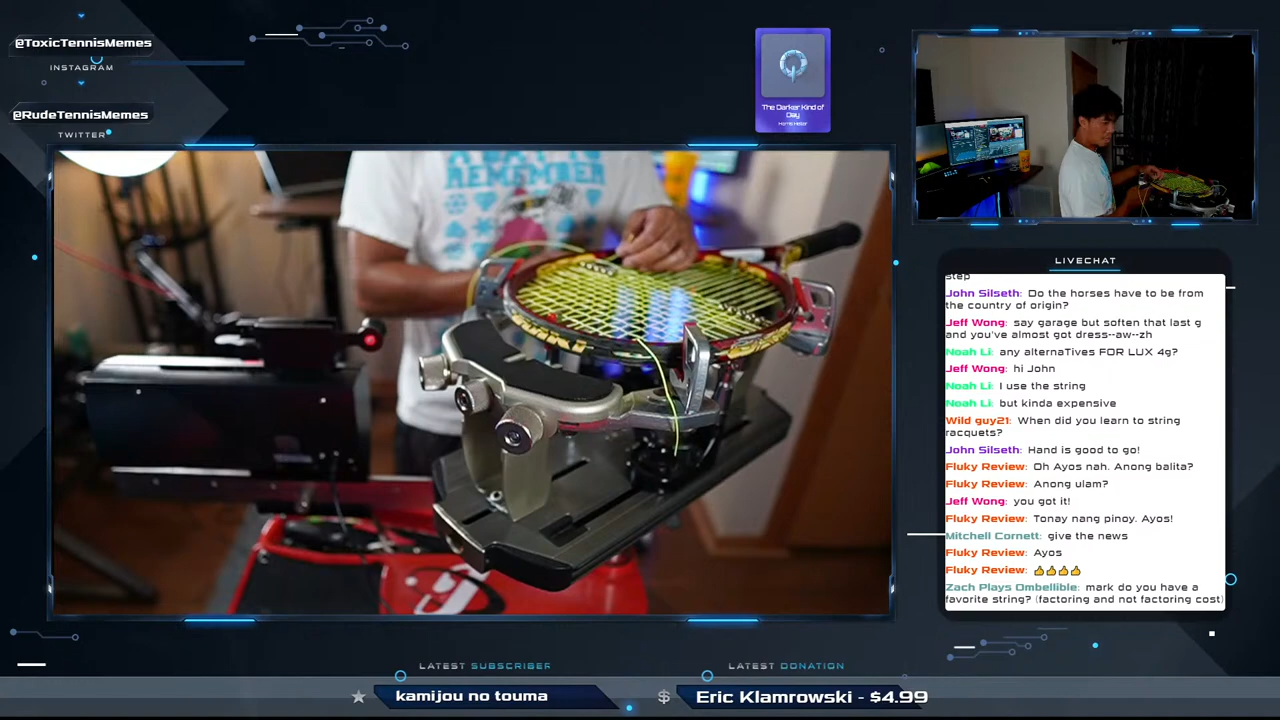 @ToxicTennisMemes
INSTAGRAM
@RudeTennisMemes
TWITTER
The Darker Kind of
Day
REMEMBER
LIVECHAT
step
John Silseth: Do the horses have to be from
the country of origin?
Jeff Wong: say garage but soften that last g
and you've almost got dress--aw--zh
Noah Li: any alternaTives FOR LUX 4g?
Jeff Wong: hi John
Noah Li: I use the string
Noah Li: but kinda expensive
Wild guy21: When did you learn to string
racquets?
John Silseth: Hand is good to go!
Fluky Review: Oh Ayos nah. Anong balita?
Fluky Review: Anong ulam?
Jeff Wong: you got it!
Fluky Review: Tonay nang pinoy. Ayos!
Mitchell Cornett: give the news
Fluky Review: Ayos
Fluky Review: 👍👍👍👍
Zach Plays Ombellible: mark do you have a
favorite string? (factoring and not factoring cost)
LATEST SUBSCRIBER
kamijou no touma
LATEST DONATION
Eric Klamrowski - $4.99